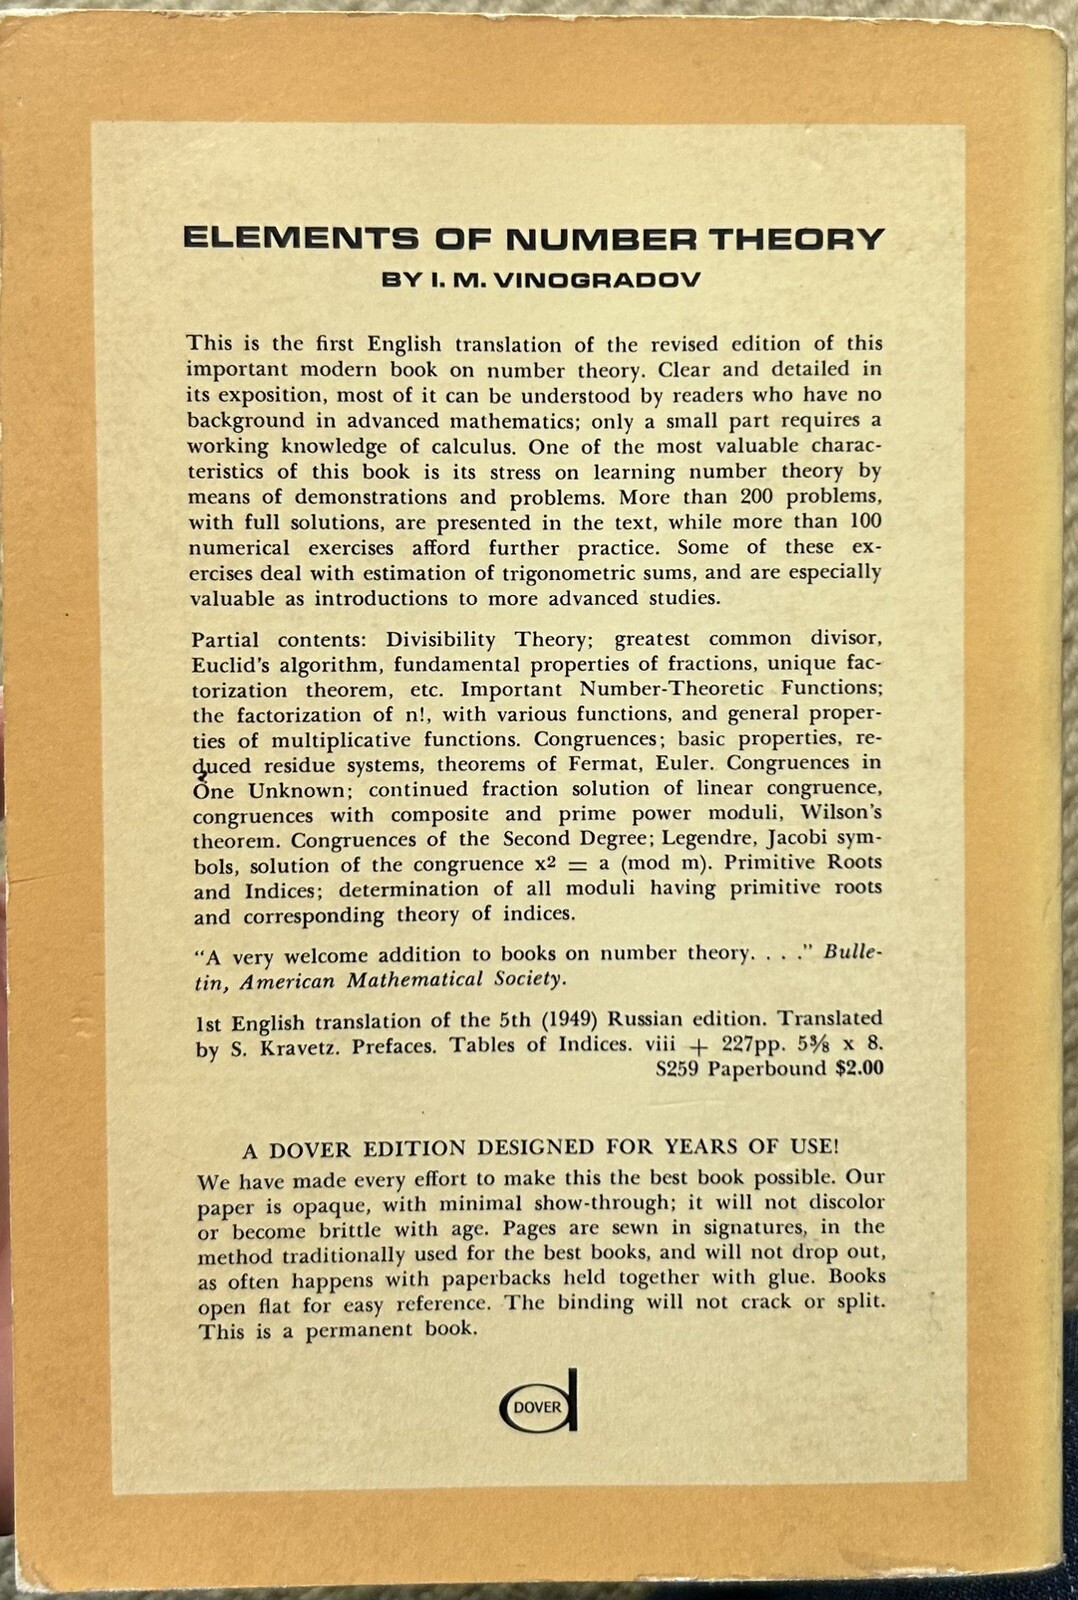 ELEMENTS OF NUMBER THEORY
BY I. M. VINOGRADOV
This is the first English translation of the revised edition of this
important modern book on number theory. Clear and detailed in
its exposition, most of it can be understood by readers who have no
background in advanced mathematics; only a small part requires a
working knowledge of calculus. One of the most valuable charac-
teristics of this book is its stress on learning number theory by
means of demonstrations and problems. More than 200 problems,
with full solutions, are presented in the text, while more than 100
numerical exercises afford further practice. Some of these ex-
ercises deal with estimation of trigonometric sums, and are especially
valuable as introductions to more advanced studies.
Partial contents: Divisibility Theory; greatest common divisor,
Euclid's algorithm, fundamental properties of fractions, unique fac-
torization theorem, etc. Important Number-Theoretic Functions;
the factorization of n!, with various functions, and general proper-
ties of multiplicative functions. Congruences; basic properties, re-
duced residue systems, theorems of Fermat, Euler. Congruences in
One Unknown; continued fraction solution of linear congruence,
congruences with composite and prime power moduli, Wilson's
theorem. Congruences of the Second Degree; Legendre, Jacobi sym-
bols, solution of the congruence x² = a (mod m). Primitive Roots
and Indices; determination of all moduli having primitive roots
and corresponding theory of indices.
"A very welcome addition to books on number theory. . . ." Bulle-
tin, American Mathematical Society.
1st English translation of the 5th (1949) Russian edition. Translated
by S. Kravetz. Prefaces. Tables of Indices. viii + 227pp. 5⅜ x 8.
S259 Paperbound $2.00
A DOVER EDITION DESIGNED FOR YEARS OF USE!
We have made every effort to make this the best book possible. Our
paper is opaque, with minimal show-through; it will not discolor
or become brittle with age. Pages are sewn in signatures, in the
method traditionally used for the best books, and will not drop out,
as often happens with paperbacks held together with glue. Books
open flat for easy reference. The binding will not crack or split.
This is a permanent book.
DOVER